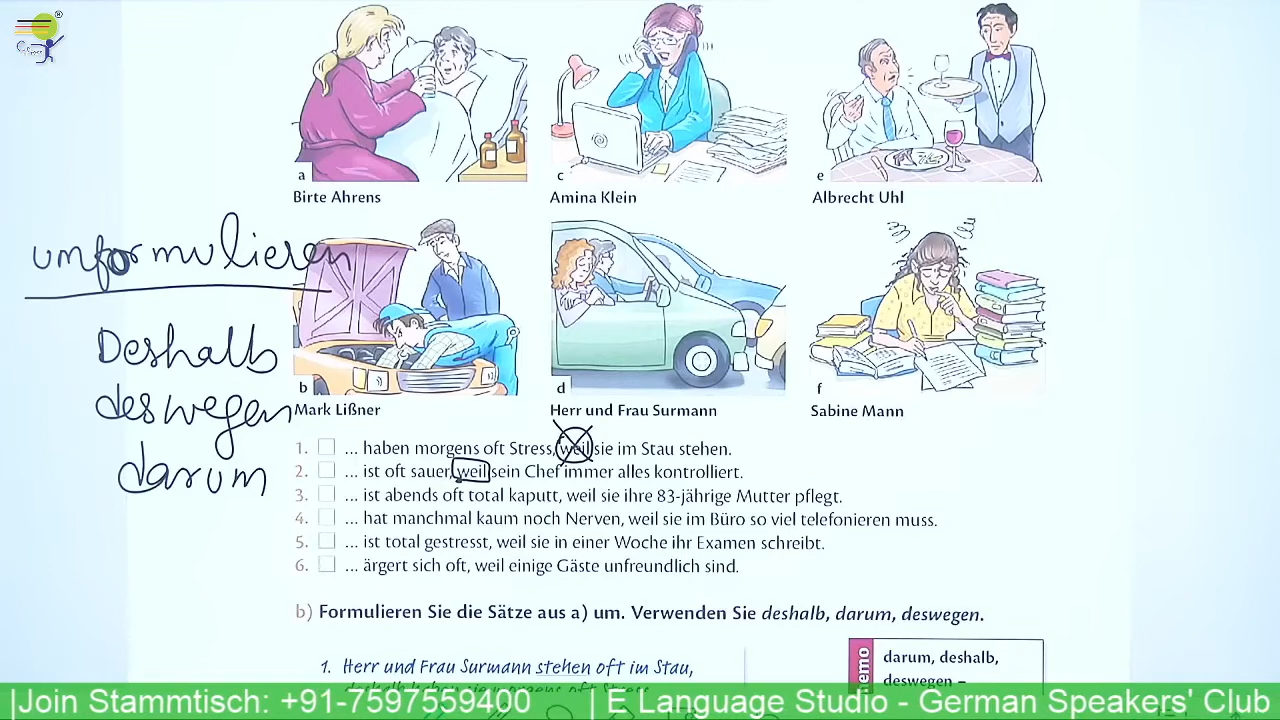 ®
a
c
e
Birte Ahrens
Amina Klein
Albrecht Uhl
umformulieren
Deshalb
deswegen
darum
b
d
f
Mark Lißner
Herr und Frau Surmann
Sabine Mann
1. ... haben morgens oft Stress, weil sie im Stau stehen.
2. ... ist oft sauer, weil sein Chef immer alles kontrolliert.
3. ... ist abends oft total kaputt, weil sie ihre 83-jährige Mutter pflegt.
4. ... hat manchmal kaum noch Nerven, weil sie im Büro so viel telefonieren muss.
5. ... ist total gestresst, weil sie in einer Woche ihr Examen schreibt.
6. ... ärgert sich oft, weil einige Gäste unfreundlich sind.
b) Formulieren Sie die Sätze aus a) um. Verwenden Sie deshalb, darum, deswegen.
1. Herr und Frau Surmann stehen oft im Stau,
darum, deshalb,
deswegen –
|Join Stammtisch: +91-7597559400 | E Language Studio - German Speakers' Club